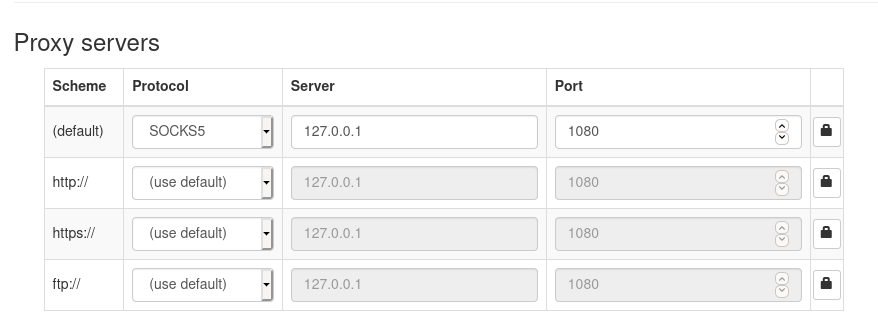 Proxy servers
Scheme Protocol Server Port
(default) SOCKS5 127.0.0.1 1080
http:// (use default) 127.0.0.1 1080
https:// (use default) 127.0.0.1 1080
ftp:// (use default) 127.0.0.1 1080